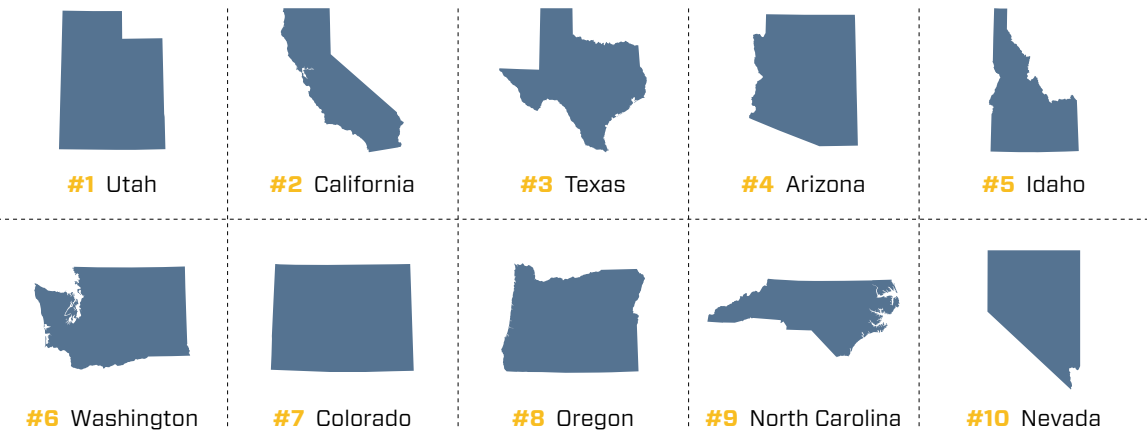 #1 Utah
#2 California
#3 Texas
#4 Arizona
#5 Idaho
#6 Washington
#7 Colorado
#8 Oregon
#9 North Carolina
#10 Nevada